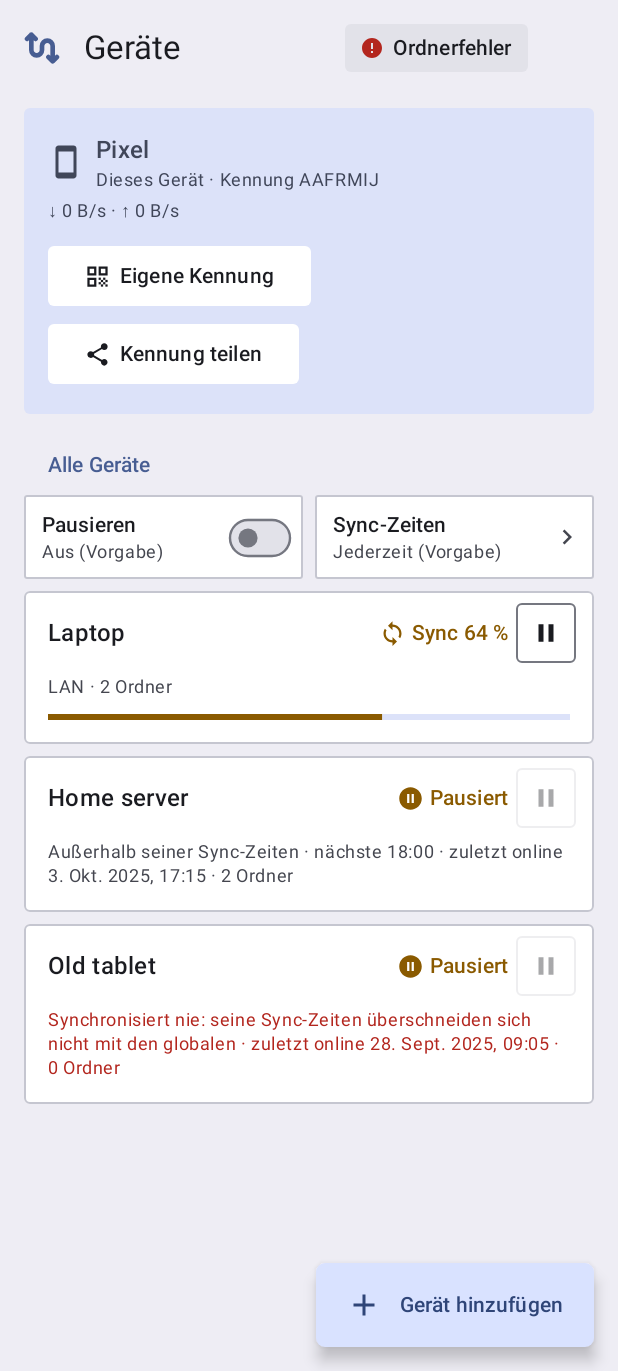 Geräte
Ordnerfehler
Pixel
Dieses Gerät · Kennung AAFRMIJ
↓ 0 B/s · ↑ 0 B/s
Eigene Kennung
Kennung teilen
Alle Geräte
Pausieren
Aus (Vorgabe)
Sync-Zeiten
Jederzeit (Vorgabe)
Laptop
Sync 64 %
LAN · 2 Ordner
Home server
Pausiert
Außerhalb seiner Sync-Zeiten · nächste 18:00 · zuletzt online
3. Okt. 2025, 17:15 · 2 Ordner
Old tablet
Pausiert
Synchronisiert nie: seine Sync-Zeiten überschneiden sich
nicht mit den globalen · zuletzt online 28. Sept. 2025, 09:05 ·
0 Ordner
Gerät hinzufügen